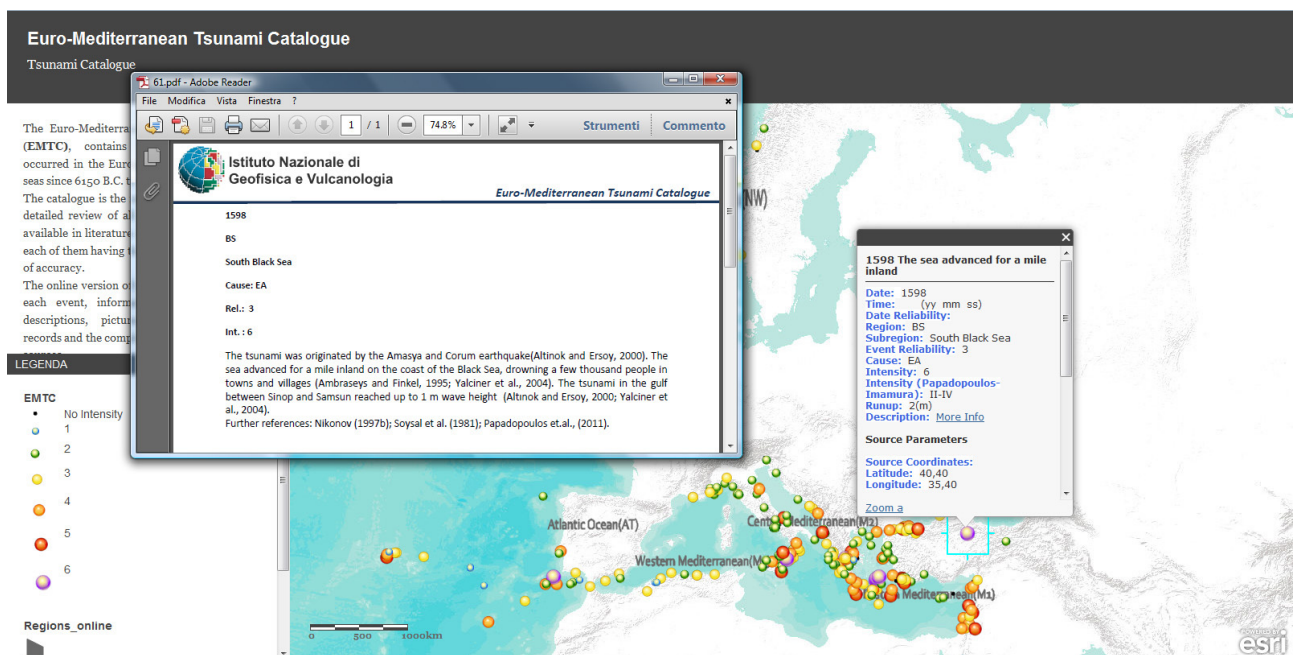 Euro-Mediterranean Tsunami Catalogue
Tsunami Catalogue
The Euro-Mediterra
(EMTC), contains
occurred in the Euro
seas since 6150 B.C. t
The catalogue is the
detailed review of al
available in literature
each of them having t
of accuracy.
The online version o
each event, inform
descriptions, pictur
records and the comp
LEGENDA
EMTC
No Intensity
1
2
3
4
5
6
Regions_online
61.pdf - Adobe Reader
File Modifica Vista Finestra ?
1 / 1 74.8% Strumenti Commento
Istituto Nazionale di
Geofisica e Vulcanologia
Euro-Mediterranean Tsunami Catalogue
1598
BS
South Black Sea
Cause: EA
Rel.: 3
Int. : 6
The tsunami was originated by the Amasya and Corum earthquake(Altinok and Ersoy, 2000). The
sea advanced for a mile inland on the coast of the Black Sea, drowning a few thousand people in
towns and villages (Ambraseys and Finkel, 1995; Yalciner et al., 2004). The tsunami in the gulf
between Sinop and Samsun reached up to 1 m wave height (Altınok and Ersoy, 2000; Yalciner et
al., 2004).
Further references: Nikonov (1997b); Soysal et al. (1981); Papadopoulos et.al., (2011).
(NW)
1598 The sea advanced for a mile
inland
Date: 1598
Time: (yy mm ss)
Date Reliability:
Region: BS
Subregion: South Black Sea
Event Reliability: 3
Cause: EA
Intensity: 6
Intensity (Papadopoulos-
Imamura): II-IV
Runup: 2(m)
Description: More Info
Source Parameters
Source Coordinates:
Latitude: 40,40
Longitude: 35,40
Zoom a
Atlantic Ocean(AT)
Western Mediterranean(M
Mediterranean(M2)
Mediterranean(M1)
0 500 1000km
POWERED BY
esri